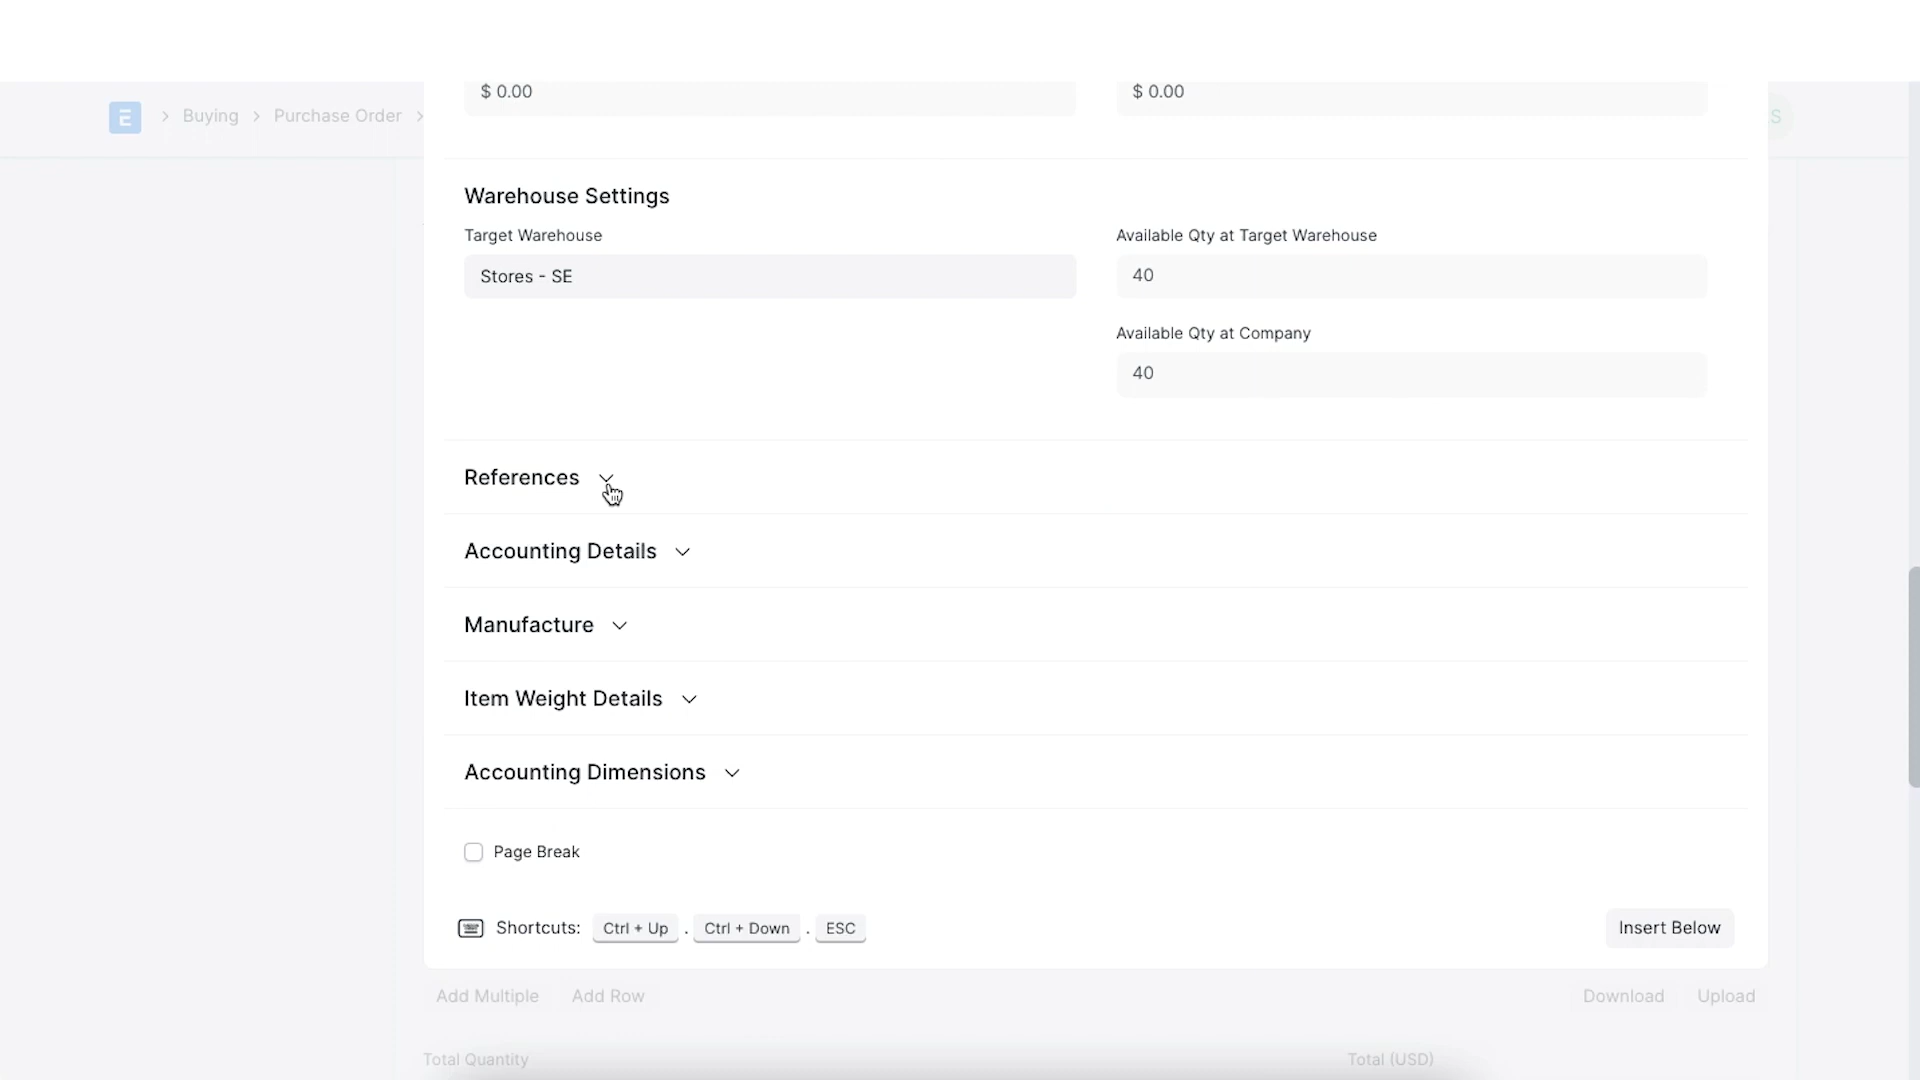 $ 0.00
$ 0.00
E
Buying
Purchase Order
S
Warehouse Settings
Target Warehouse
Available Qty at Target Warehouse
Stores - SE
40
Available Qty at Company
40
References
Accounting Details
Manufacture
Item Weight Details
Accounting Dimensions
Page Break
Shortcuts: Ctrl + Up . Ctrl + Down . ESC
Insert Below
Add Multiple
Add Row
Download
Upload
Total Quantity
Total (USD)